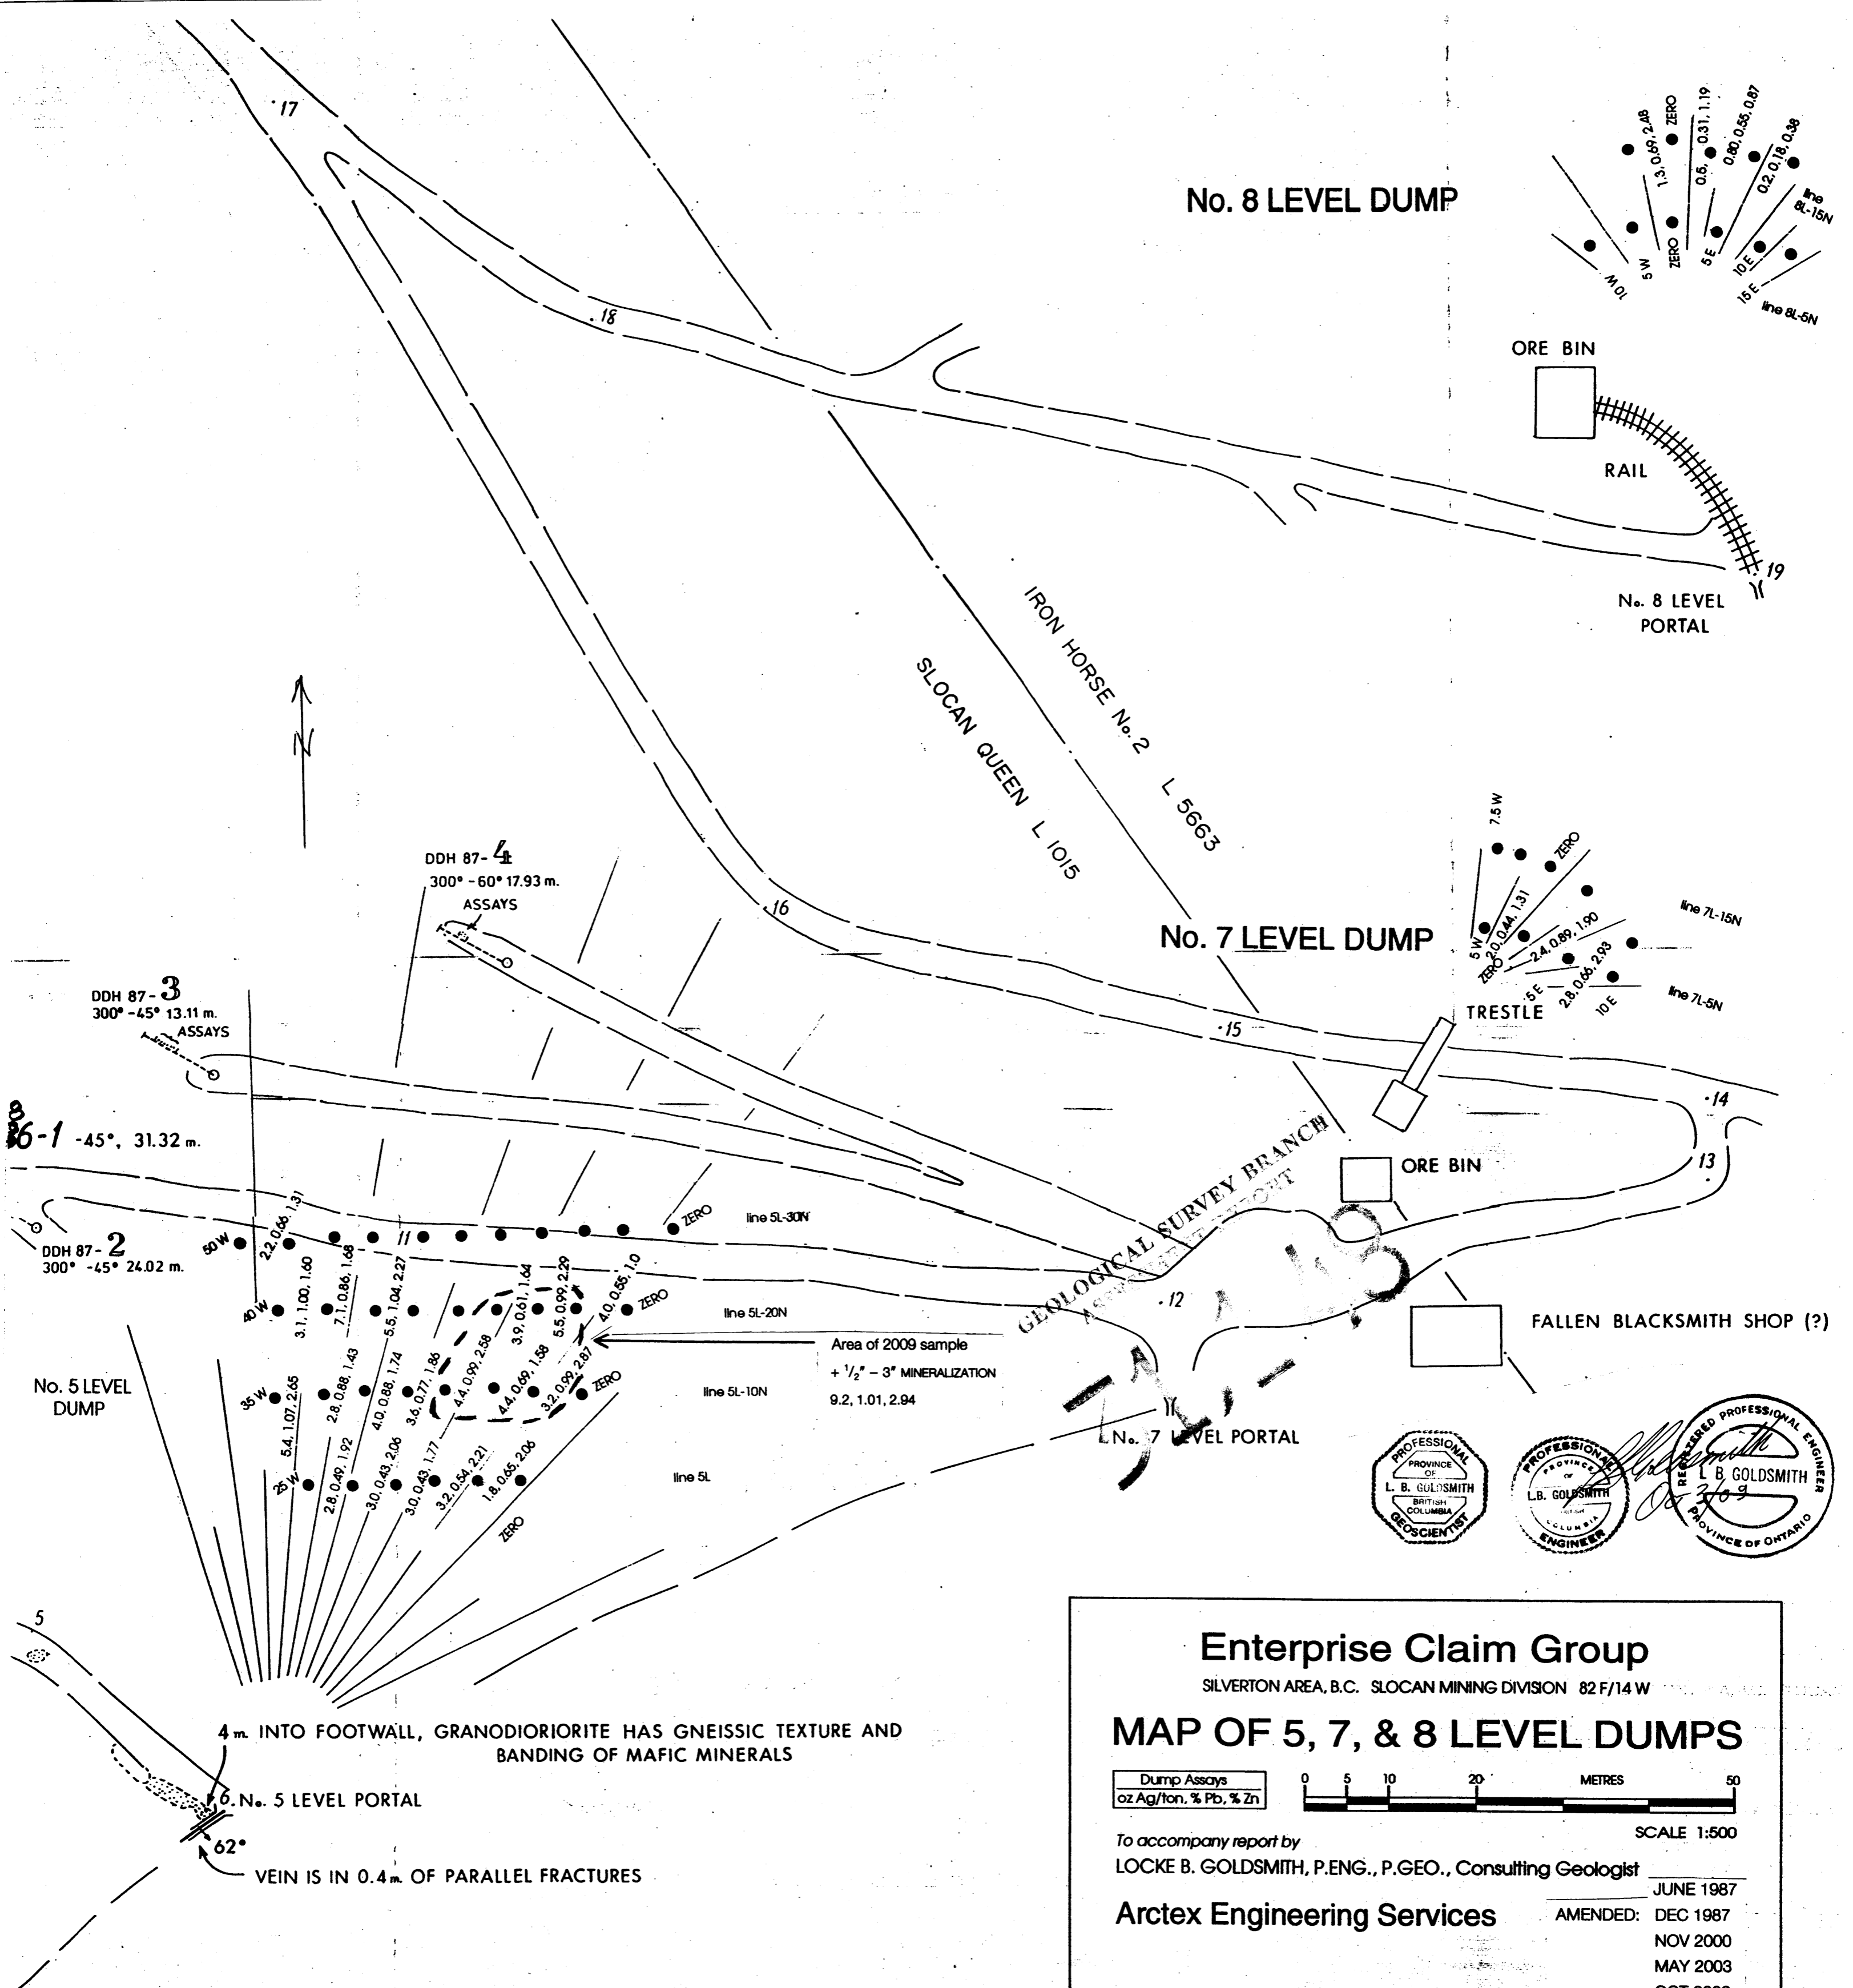 17
No. 8 LEVEL DUMP
1.3, 0.69, 2.48
ZERO
0.5, 0.31, 1.19
0.80, 0.55, 0.87
0.2, 0.18, 0.38
line
8L-15N
10 W
5 W
ZERO
5 E
10 E
15 E
line 8L-5N
18
ORE BIN
RAIL
19
No. 8 LEVEL
PORTAL
IRON HORSE No. 2 L 5663
SLOCAN QUEEN L 1015
N
DDH 87-4
300° -60° 17.93 m.
ASSAYS
16
No. 7 LEVEL DUMP
7.5 W
ZERO
line 7L-15N
5 W
2.0, 0.44, 1.31
ZERO
2.4, 0.89, 1.90
5 E
2.8, 0.66, 2.93
10 E
line 7L-5N
TRESTLE
15
DDH 87-3
300° -45° 13.11 m.
ASSAYS
14
13
86-1 -45°, 31.32 m.
ORE BIN
GEOLOGICAL SURVEY BRANCH
ASSESSMENT REPORT
DDH 87-2
300° -45° 24.02 m.
50 W
2.2, 0.66, 1.31
11
ZERO
line 5L-30N
40 W
3.1, 1.00, 1.60
7.1, 0.86, 1.68
5.5, 1.04, 2.27
3.9, 0.61, 1.64
5.5, 0.99, 2.29
4.0, 0.55, 1.0
ZERO
line 5L-20N
12
FALLEN BLACKSMITH SHOP (?)
Area of 2009 sample
+ 1/2" – 3" MINERALIZATION
9.2, 1.01, 2.94
No. 5 LEVEL
DUMP
35 W
5.4, 1.07, 2.65
2.8, 0.88, 1.43
4.0, 0.88, 1.74
3.6, 0.77, 1.86
4.4, 0.99, 2.58
4.4, 0.69, 1.58
3.2, 0.99, 2.87
ZERO
line 5L-10N
No. 7 LEVEL PORTAL
25 W
2.8, 0.49, 1.92
3.0, 0.43, 2.06
3.0, 0.43, 1.77
3.2, 0.54, 2.21
1.8, 0.65, 2.06
ZERO
line 5L
PROFESSIONAL
PROVINCE
OF
L. B. GOLDSMITH
BRITISH
COLUMBIA
GEOSCIENTIST
PROFESSIONAL
PROVINCE
OF
L.B. GOLDSMITH
COLUMBIA
ENGINEER
REGISTERED PROFESSIONAL ENGINEER
L B. GOLDSMITH
PROVINCE OF ONTARIO
5
4 m. INTO FOOTWALL, GRANODIORIORITE HAS GNEISSIC TEXTURE AND
BANDING OF MAFIC MINERALS
6. No. 5 LEVEL PORTAL
62°
VEIN IS IN 0.4 m. OF PARALLEL FRACTURES
Enterprise Claim Group
SILVERTON AREA, B.C. SLOCAN MINING DIVISION 82 F/14 W
MAP OF 5, 7, & 8 LEVEL DUMPS
Dump Assays
oz Ag/ton, % Pb, % Zn
0 5 10 20 METRES 50
SCALE 1:500
To accompany report by
LOCKE B. GOLDSMITH, P.ENG., P.GEO., Consulting Geologist
JUNE 1987
Arctex Engineering Services
AMENDED: DEC 1987
NOV 2000
MAY 2003